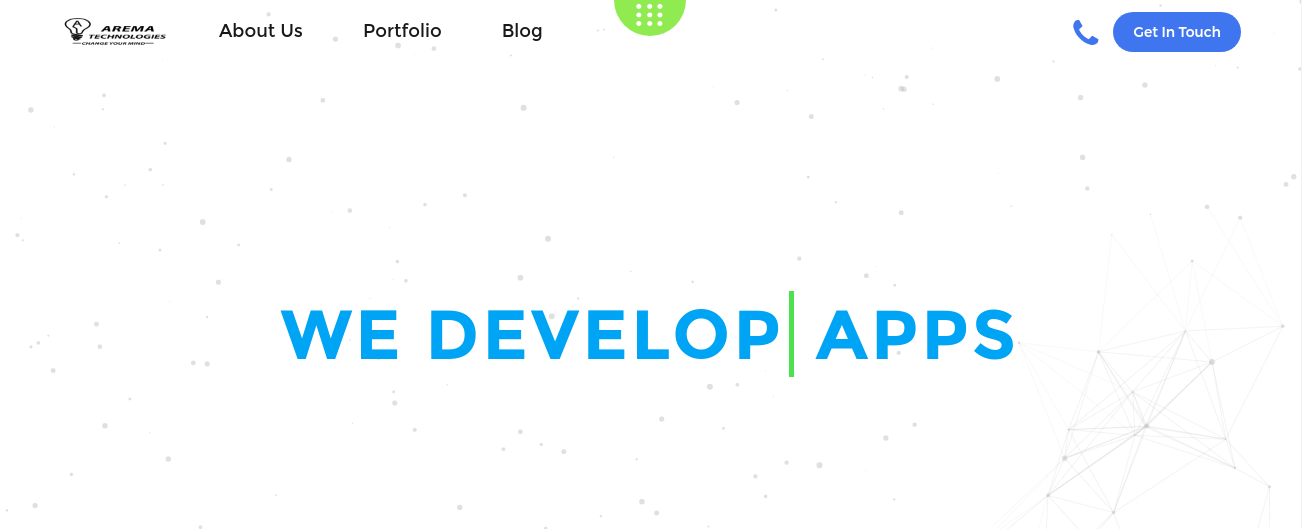 AREMA
TECHNOLOGIES
CHANGE YOUR MIND
About Us
Portfolio
Blog
Get In Touch
WE DEVELOP APPS